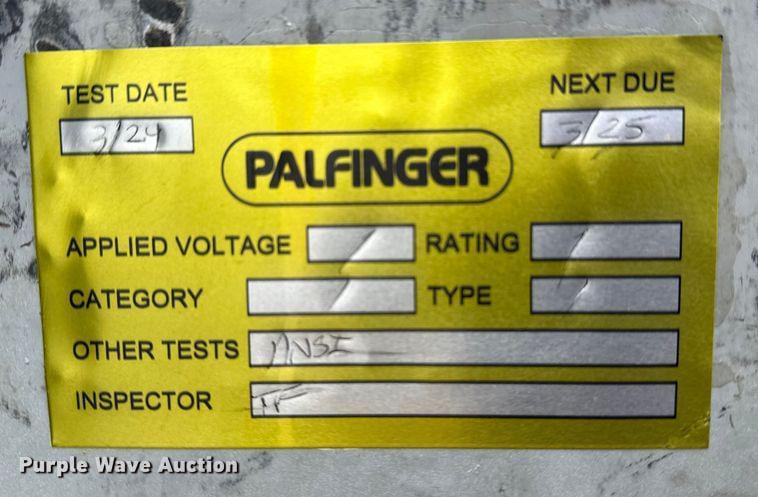 TEST DATE
NEXT DUE
3/24
3/25
PALFINGER
APPLIED VOLTAGE / RATING /
CATEGORY / TYPE /
OTHER TESTS ANSI
INSPECTOR
Purple Wave Auction